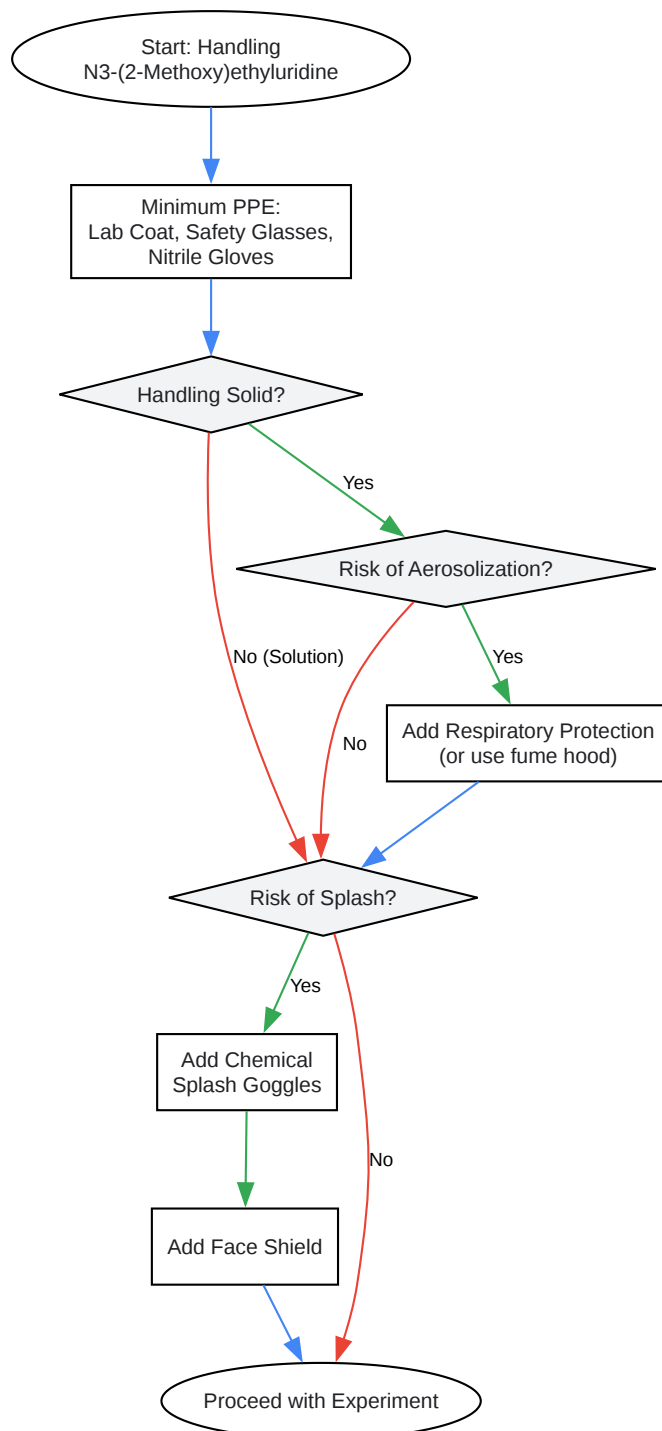 Start: Handling
N3-(2-Methoxy)ethyluridine
Minimum PPE:
Lab Coat, Safety Glasses,
Nitrile Gloves
Handling Solid?
Yes
Risk of Aerosolization?
No (Solution)
Yes
No
Add Respiratory Protection
(or use fume hood)
Risk of Splash?
Yes
Add Chemical
Splash Goggles
No
Add Face Shield
Proceed with Experiment